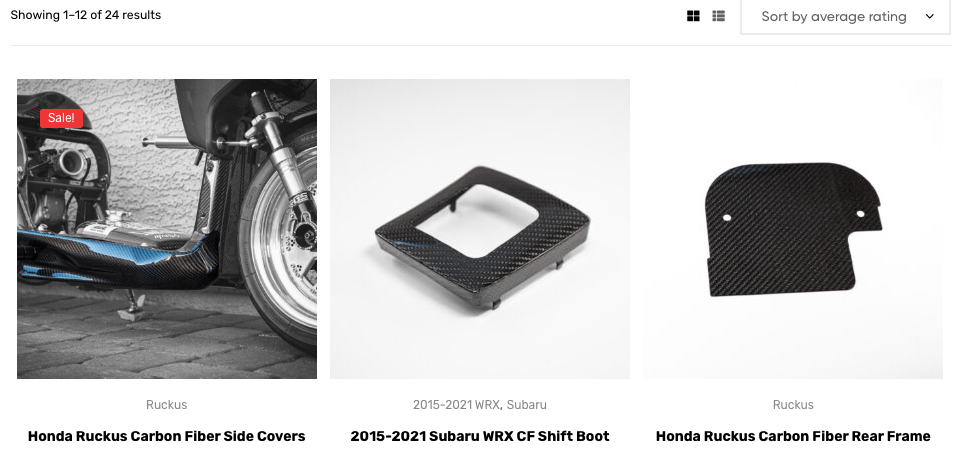 Showing 1–12 of 24 results
Sort by average rating
Sale!
Ruckus
2015-2021 WRX, Subaru
Ruckus
Honda Ruckus Carbon Fiber Side Covers
2015-2021 Subaru WRX CF Shift Boot
Honda Ruckus Carbon Fiber Rear Frame